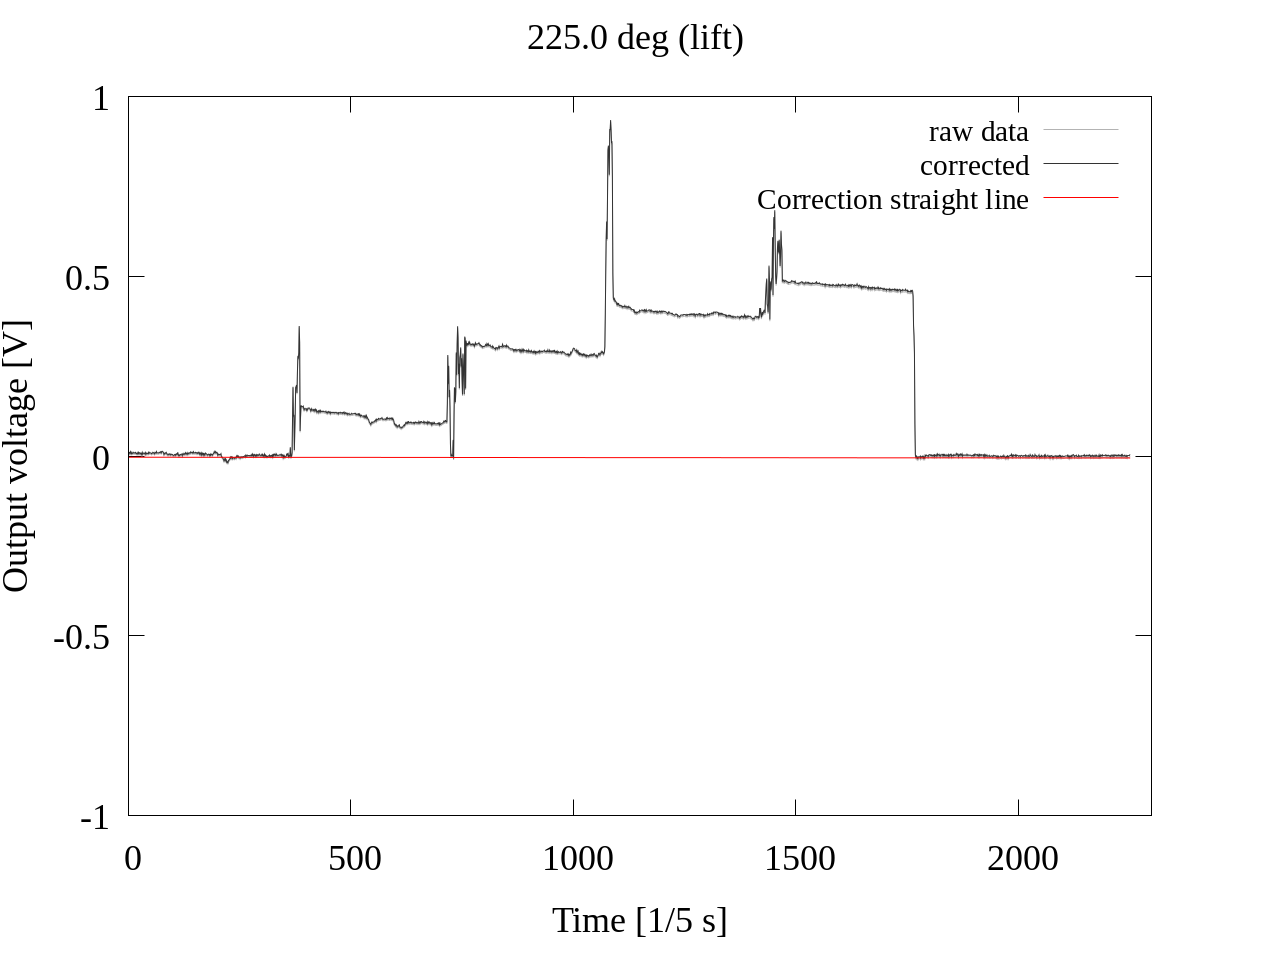 225.0 deg (lift)
raw data
corrected
Correction straight line
1
0.5
0
-0.5
-1
Output voltage [V]
0 500 1000 1500 2000
Time [1/5 s]